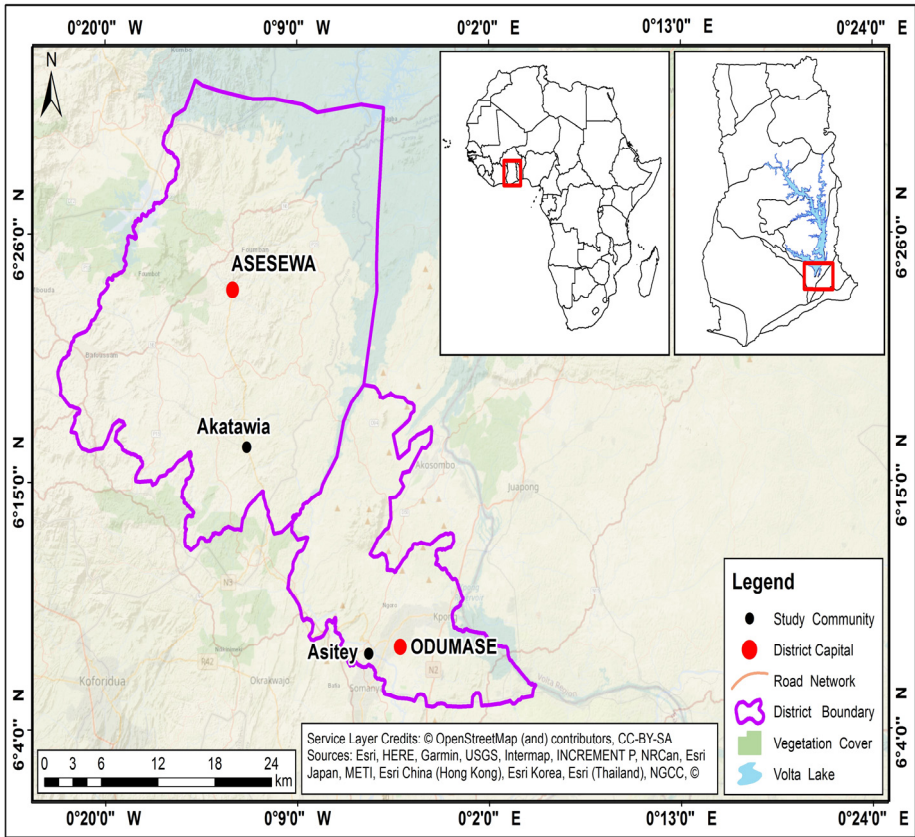 0°20'0" W
0°9'0" W
0°2'0" E
0°13'0" E
0°24'0" E
N
6°26'0" N
6°26'0" N
ASESEWA
Akatawia
6°15'0" N
6°15'0" N
Akosombo
Juapong
N3
Kpong
Asitey
ODUMASE
N2
Somanya
Okrakwajo
Koforidua
Legend
Study Community
District Capital
Road Network
District Boundary
Vegetation Cover
Volta Lake
6°4'0" N
6°4'0" N
Service Layer Credits: © OpenStreetMap (and) contributors, CC-BY-SA
Sources: Esri, HERE, Garmin, USGS, Intermap, INCREMENT P, NRCan, Esri
Japan, METI, Esri China (Hong Kong), Esri Korea, Esri (Thailand), NGCC, ©
0 3 6 12 18 24
km
0°20'0" W
0°9'0" W
0°2'0" E
0°13'0" E
0°24'0" E